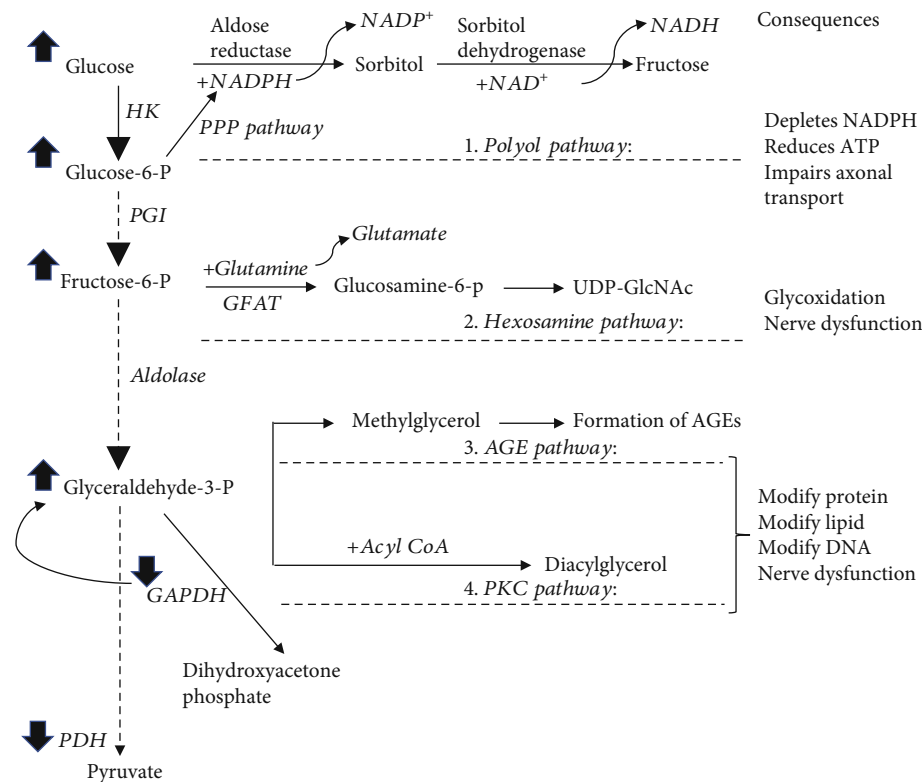 Consequences
Aldose
reductase
NADP+
Sorbitol
dehydrogenase
NADH
Glucose
+NADPH
Sorbitol
+NAD+
Fructose
HK
PPP pathway
Glucose-6-P
1. Polyol pathway:
Depletes NADPH
Reduces ATP
Impairs axonal
transport
PGI
Glutamate
+Glutamine
Fructose-6-P
GFAT
Glucosamine-6-p
UDP-GlcNAc
2. Hexosamine pathway:
Glycoxidation
Nerve dysfunction
Aldolase
Methylglycerol
Formation of AGEs
3. AGE pathway:
Glyceraldehyde-3-P
Modify protein
Modify lipid
Modify DNA
Nerve dysfunction
+Acyl CoA
Diacylglycerol
4. PKC pathway:
GAPDH
Dihydroxyacetone
phosphate
PDH
Pyruvate